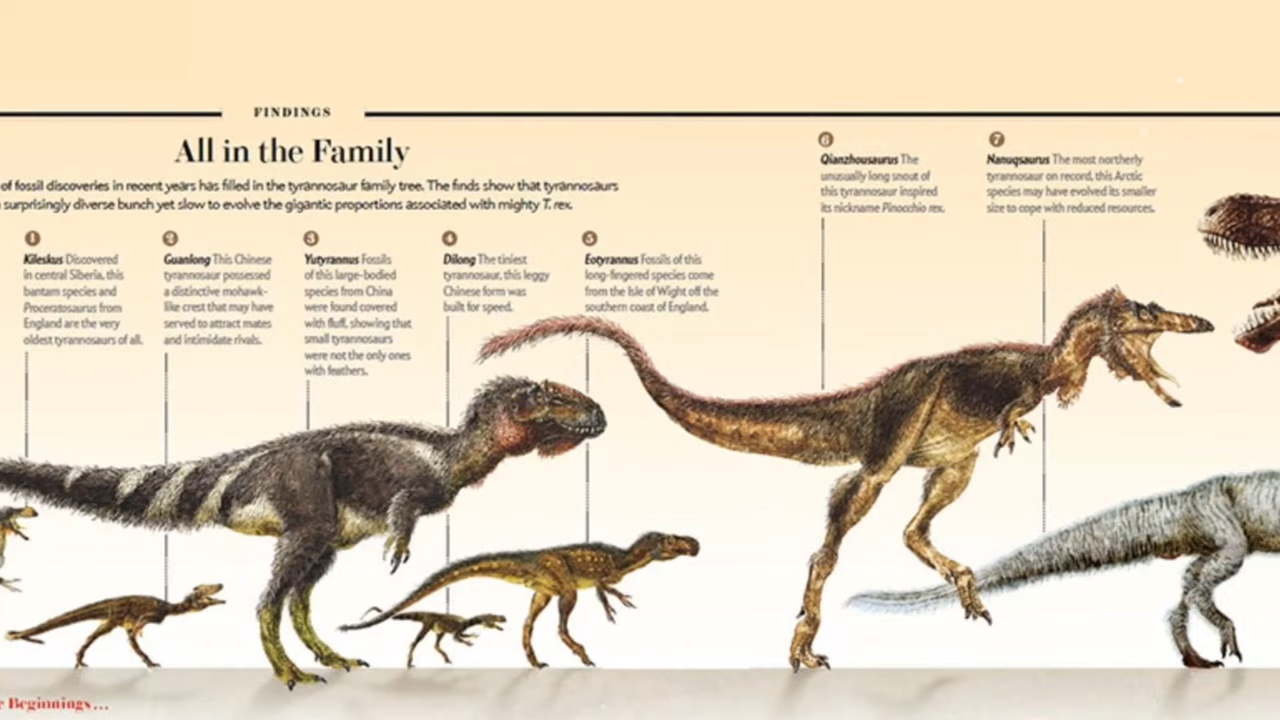 FINDINGS
All in the Family
of fossil discoveries in recent years has filled in the tyrannosaur family tree. The finds show that tyrannosaurs
surprisingly diverse bunch yet slow to evolve the gigantic proportions associated with mighty T. rex.
1
Kileskus Discovered
in central Siberia, this
bantam species and
Proceratosaurus from
England are the very
oldest tyrannosaurs of all.
2
Guanlong This Chinese
tyrannosaur possessed
a distinctive mohawk-
like crest that may have
served to attract mates
and intimidate rivals.
3
Yutyrannus Fossils
of this large-bodied
species from China
were found covered
with fluff, showing that
small tyrannosaurs
were not the only ones
with feathers.
4
Dilong The tiniest
tyrannosaur, this leggy
Chinese form was
built for speed.
5
Eotyrannus Fossils of this
long-fingered species come
from the Isle of Wight off the
southern coast of England.
6
Qianzhousaurus The
unusually long snout of
this tyrannosaur inspired
its nickname Pinocchio rex.
7
Nanuqsaurus The most northerly
tyrannosaur on record, this Arctic
species may have evolved its smaller
size to cope with reduced resources.
Beginnings...